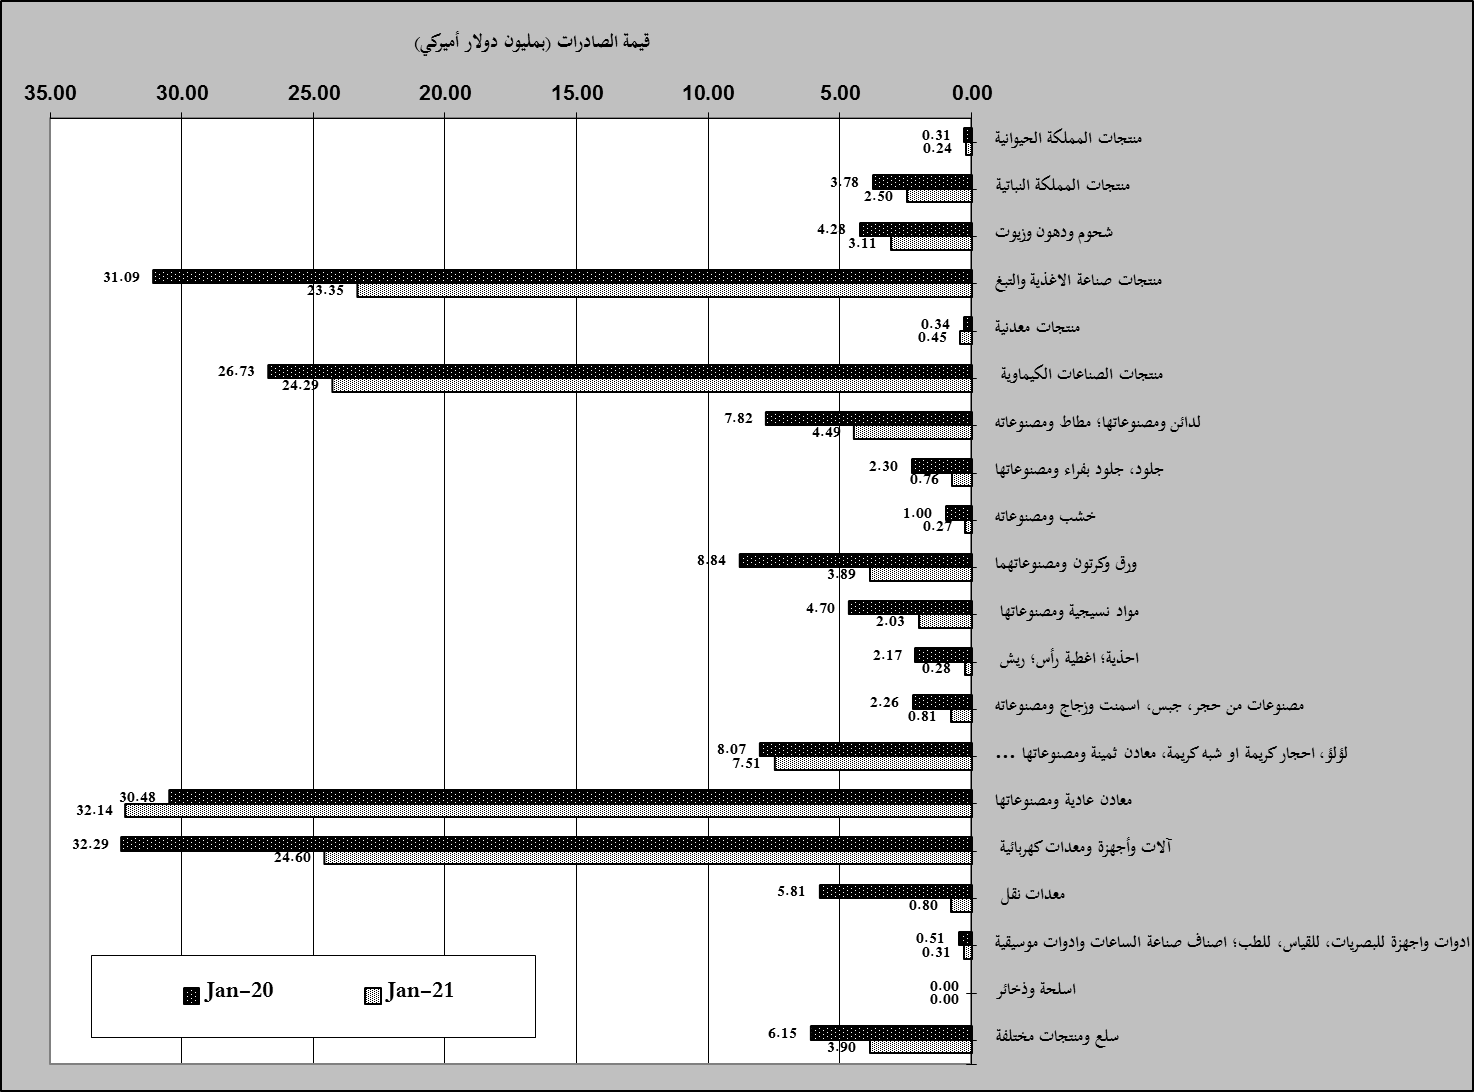 قيمة الصادرات (بمليون دولار أميركي)
35.00 30.00 25.00 20.00 15.00 10.00 5.00 0.00
منتجات المملكة الحيوانية
0.31
0.24
منتجات المملكة النباتية
3.78
2.50
شحوم ودهون وزيوت
4.28
3.11
منتجات صناعة الاغذية والتبغ
31.09
23.35
منتجات معدنية
0.34
0.45
منتجات الصناعات الكيماوية
26.73
24.29
لدائن ومصنوعاتها؛ مطاط ومصنوعاته
7.82
4.49
جلود، جلود بفراء ومصنوعاتها
2.30
0.76
خشب ومصنوعاته
1.00
0.27
ورق وكرتون ومصنوعاتهما
8.84
3.89
مواد نسيجية ومصنوعاتها
4.70
2.03
احذية؛ اغطية رأس؛ ريش
2.17
0.28
مصنوعات من حجر، جبس، اسمنت وزجاج ومصنوعاته
2.26
0.81
لؤلؤ، احجار كريمة او شبه كريمة، معادن ثمينة ومصنوعاتها ...
8.07
7.51
معادن عادية ومصنوعاتها
30.48
32.14
آلات وأجهزة ومعدات كهربائية
32.29
24.60
معدات نقل
5.81
0.80
ادوات واجهزة للبصريات، للقياس، للطب؛ اصناف صناعة الساعات وادوات موسيقية
0.51
0.31
اسلحة وذخائر
0.00
0.00
سلع ومنتجات مختلفة
6.15
3.90
Jan-20 Jan-21